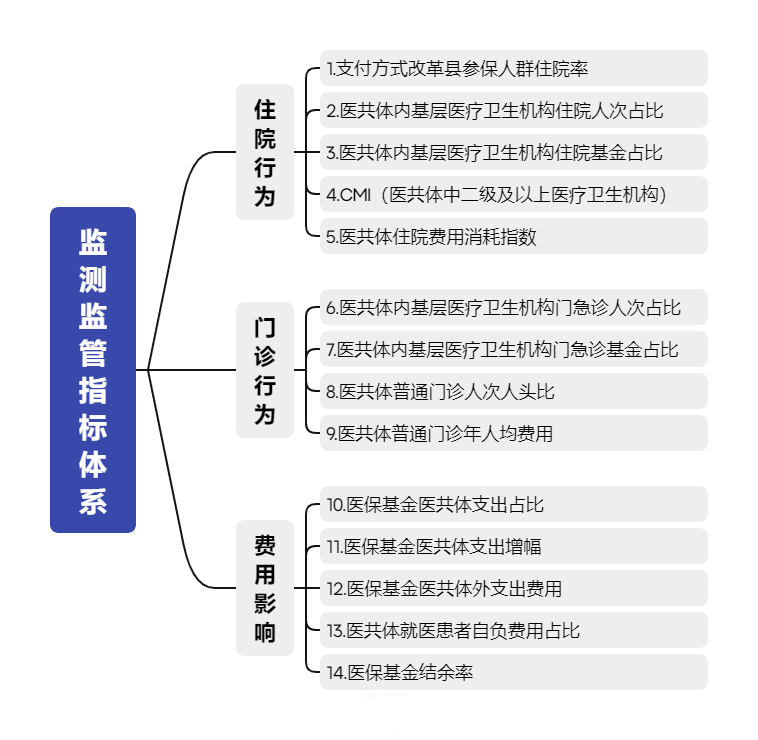 监测监管指标体系
住院行为
1.支付方式改革县参保人群住院率
2.医共体内基层医疗卫生机构住院人次占比
3.医共体内基层医疗卫生机构住院基金占比
4.CMI（医共体中二级及以上医疗卫生机构）
5.医共体住院费用消耗指数
门诊行为
6.医共体内基层医疗卫生机构门急诊人次占比
7.医共体内基层医疗卫生机构门急诊基金占比
8.医共体普通门诊人次人头比
9.医共体普通门诊年人均费用
费用影响
10.医保基金医共体支出占比
11.医保基金医共体支出增幅
12.医保基金医共体外支出费用
13.医共体就医患者自负费用占比
14.医保基金结余率